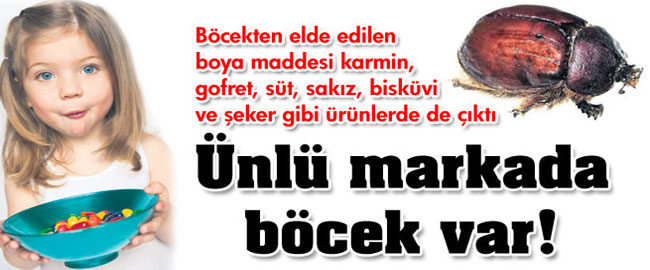 Böcekten elde edilen
boya maddesi karmin,
gofret, süt, sakız, bisküvi
ve şeker gibi ürünlerde de çıktı
Ünlü markada
böcek var!